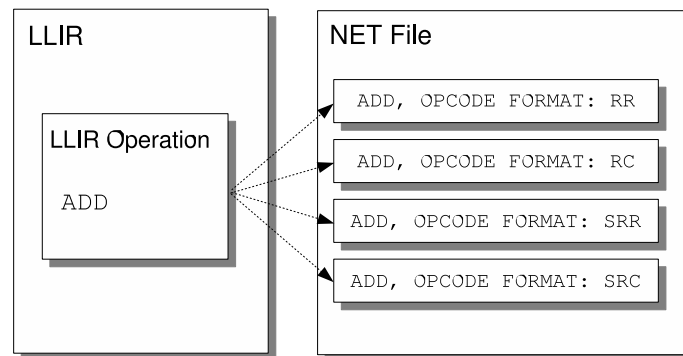 LLIR
LLIR Operation
ADD
NET File
ADD, OPCODE FORMAT: RR
ADD, OPCODE FORMAT: RC
ADD, OPCODE FORMAT: SRR
ADD, OPCODE FORMAT: SRC